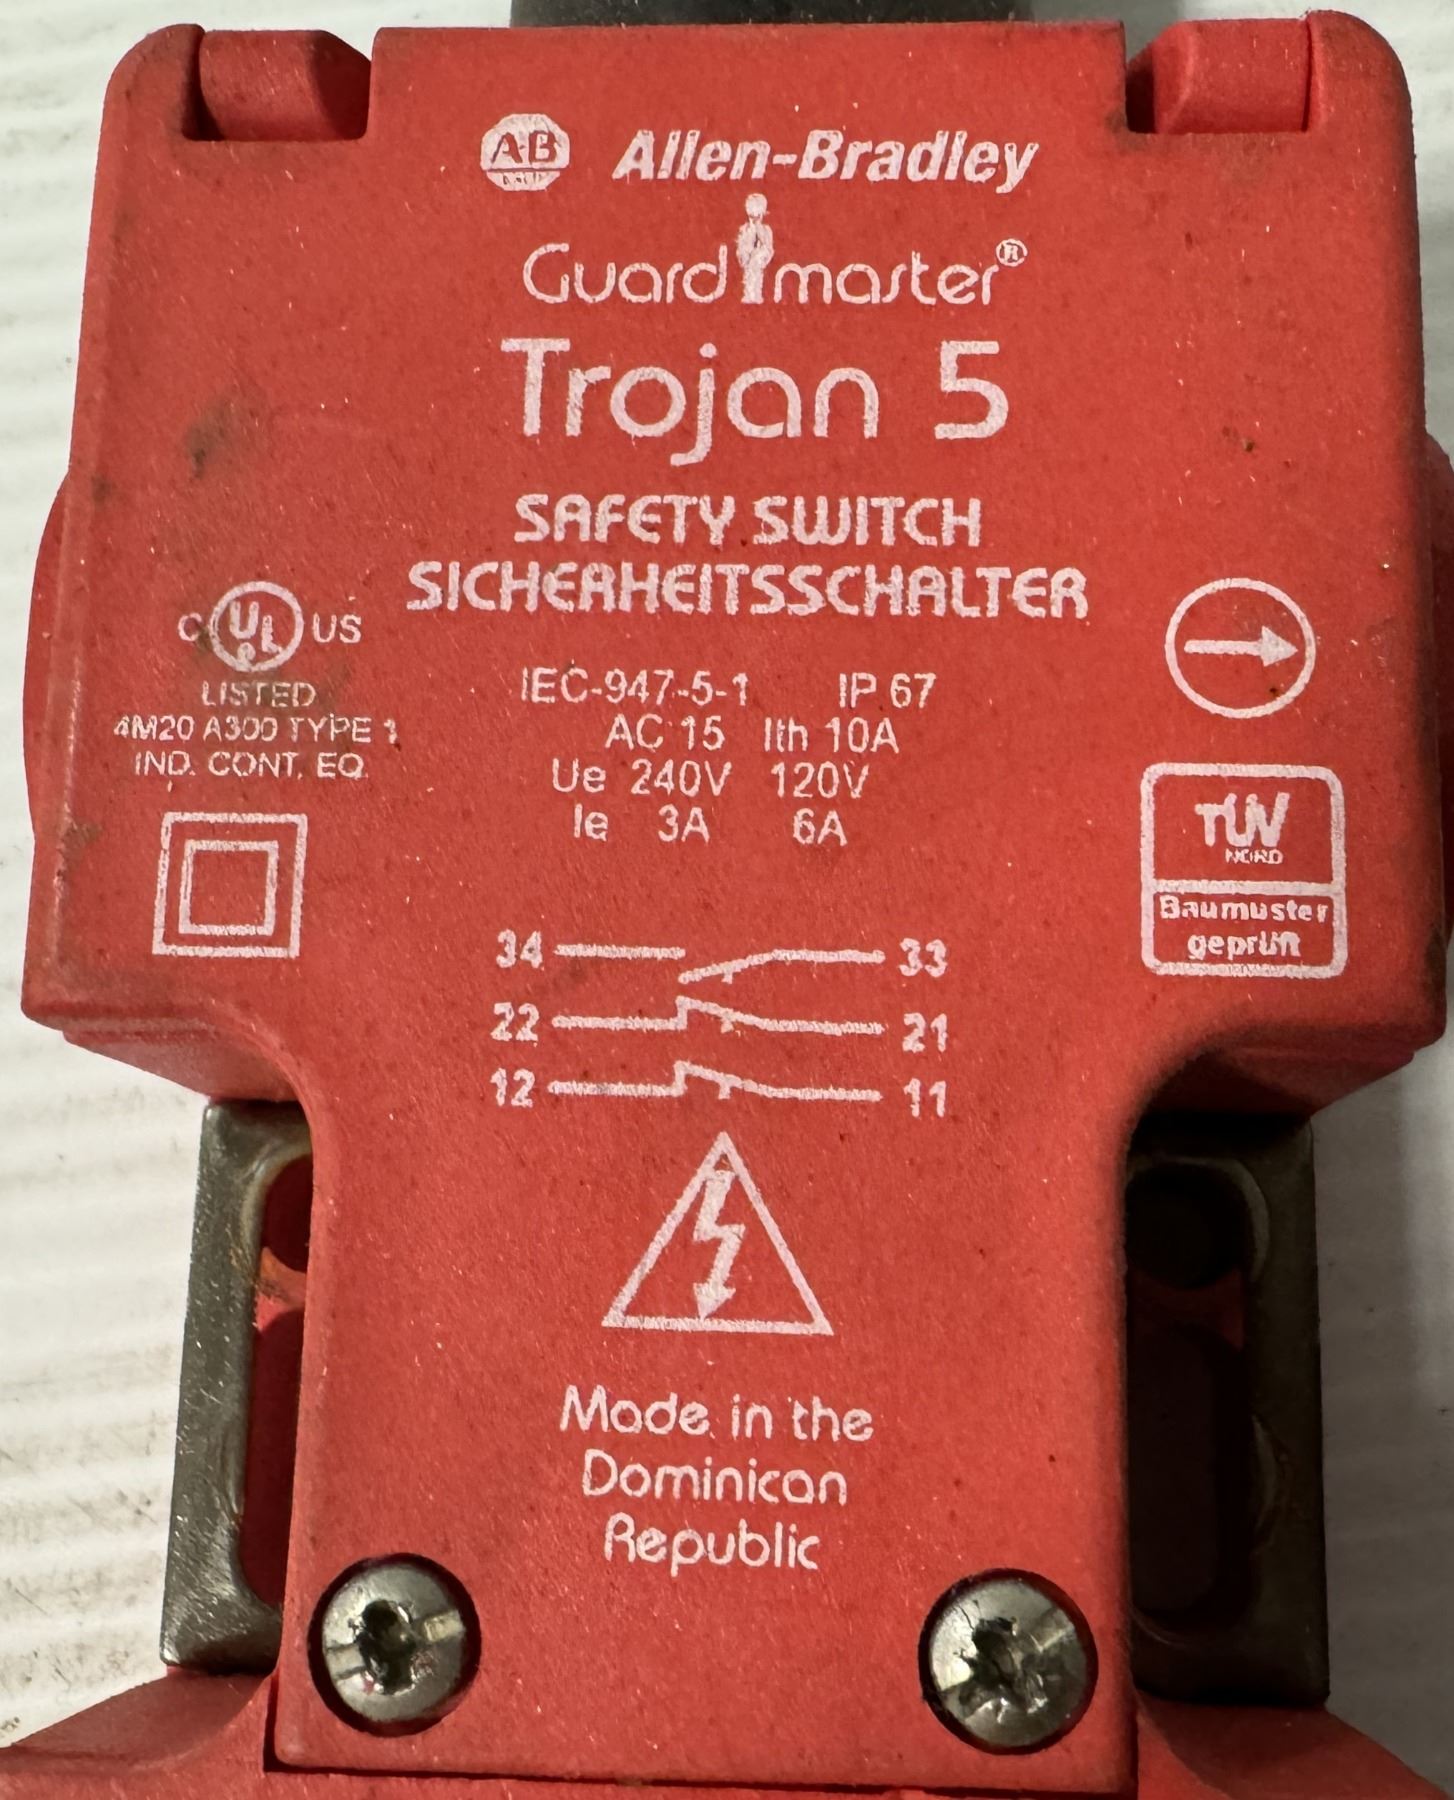 AB Allen-Bradley
Guardmaster®
Trojan 5
SAFETY SWITCH
SICHERHEITSSCHALTER
C UL US
LISTED
4M20 A300 TYPE 1
IND. CONT. EQ.
IEC-947-5-1 IP 67
AC 15 Ith 10A
Ue 240V 120V
Ie 3A 6A
TÜV
NORD
Baumuster
geprüft
34 33
22 21
12 11
Made in the
Dominican
Republic